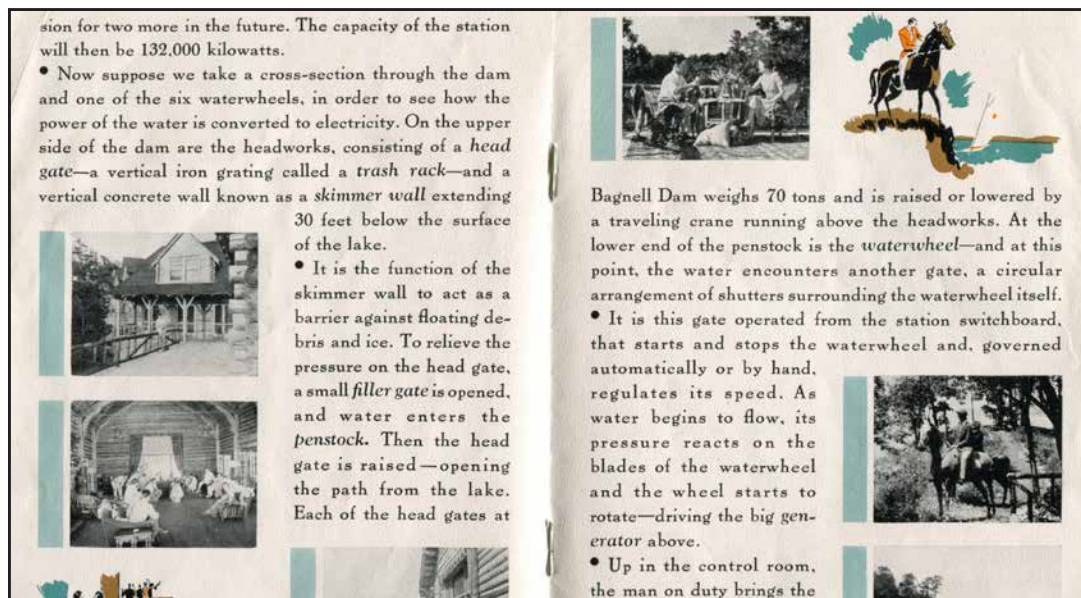 sion for two more in the future. The capacity of the station
will then be 132,000 kilowatts.
• Now suppose we take a cross-section through the dam
and one of the six waterwheels, in order to see how the
power of the water is converted to electricity. On the upper
side of the dam are the headworks, consisting of a head
gate—a vertical iron grating called a trash rack—and a
vertical concrete wall known as a skimmer wall extending
30 feet below the surface
of the lake.
• It is the function of the
skimmer wall to act as a
barrier against floating de-
bris and ice. To relieve the
pressure on the head gate,
a small filler gate is opened,
and water enters the
penstock. Then the head
gate is raised—opening
the path from the lake.
Each of the head gates at
Bagnell Dam weighs 70 tons and is raised or lowered by
a traveling crane running above the headworks. At the
lower end of the penstock is the waterwheel—and at this
point, the water encounters another gate, a circular
arrangement of shutters surrounding the waterwheel itself.
• It is this gate operated from the station switchboard,
that starts and stops the waterwheel and, governed
automatically or by hand,
regulates its speed. As
water begins to flow, its
pressure reacts on the
blades of the waterwheel
and the wheel starts to
rotate—driving the big gen-
erator above.
• Up in the control room,
the man on duty brings the